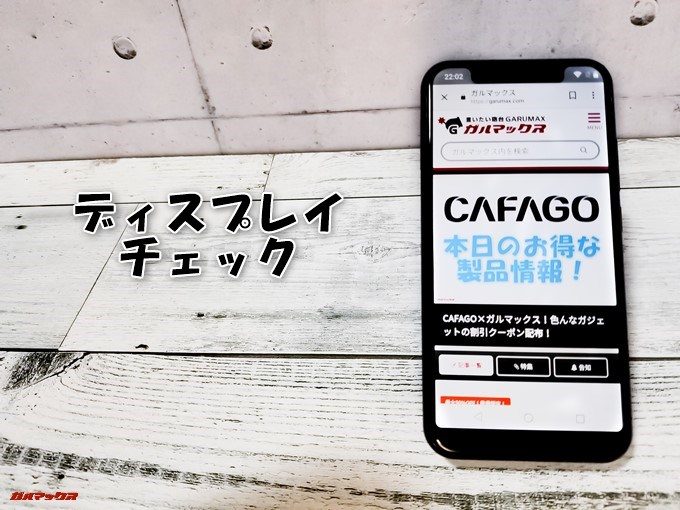 ディスプレイ
チェック
22:02
ガルマックス
https://garumax.com
買いたい砲台 GARUMAX
ガルマックス
MENU
ガルマックス内を検索
CAFAGO
本日のお得な
製品情報！
CAFAGO×ガルマックス！色んなガジェ
ットの割引クーポン配布！
特集
告知
ガルマックス